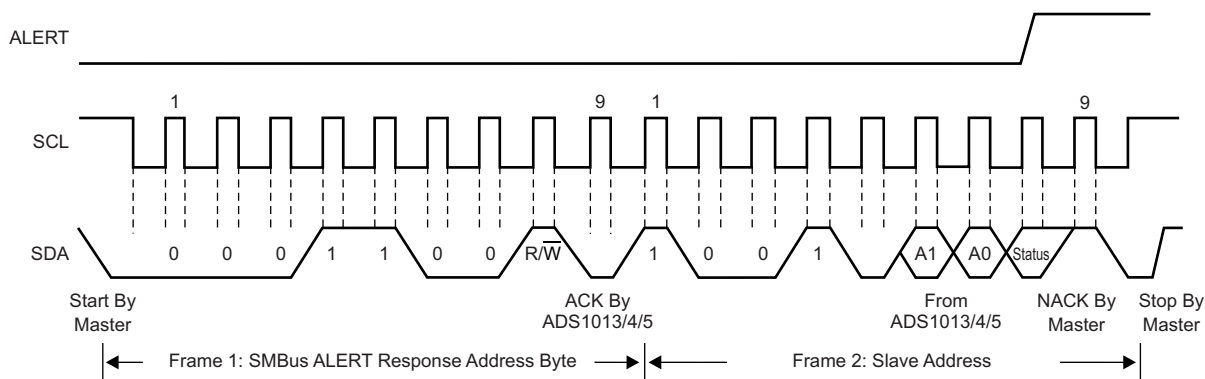 ALERT
1 9 1 9
SCL
SDA
0 0 0 1 1 0 0 R/W 1 0 0 1 A1 A0 Status
Start By
Master
ACK By
ADS1013/4/5
From
ADS1013/4/5
NACK By
Master
Stop By
Master
Frame 1: SMBus ALERT Response Address Byte
Frame 2: Slave Address